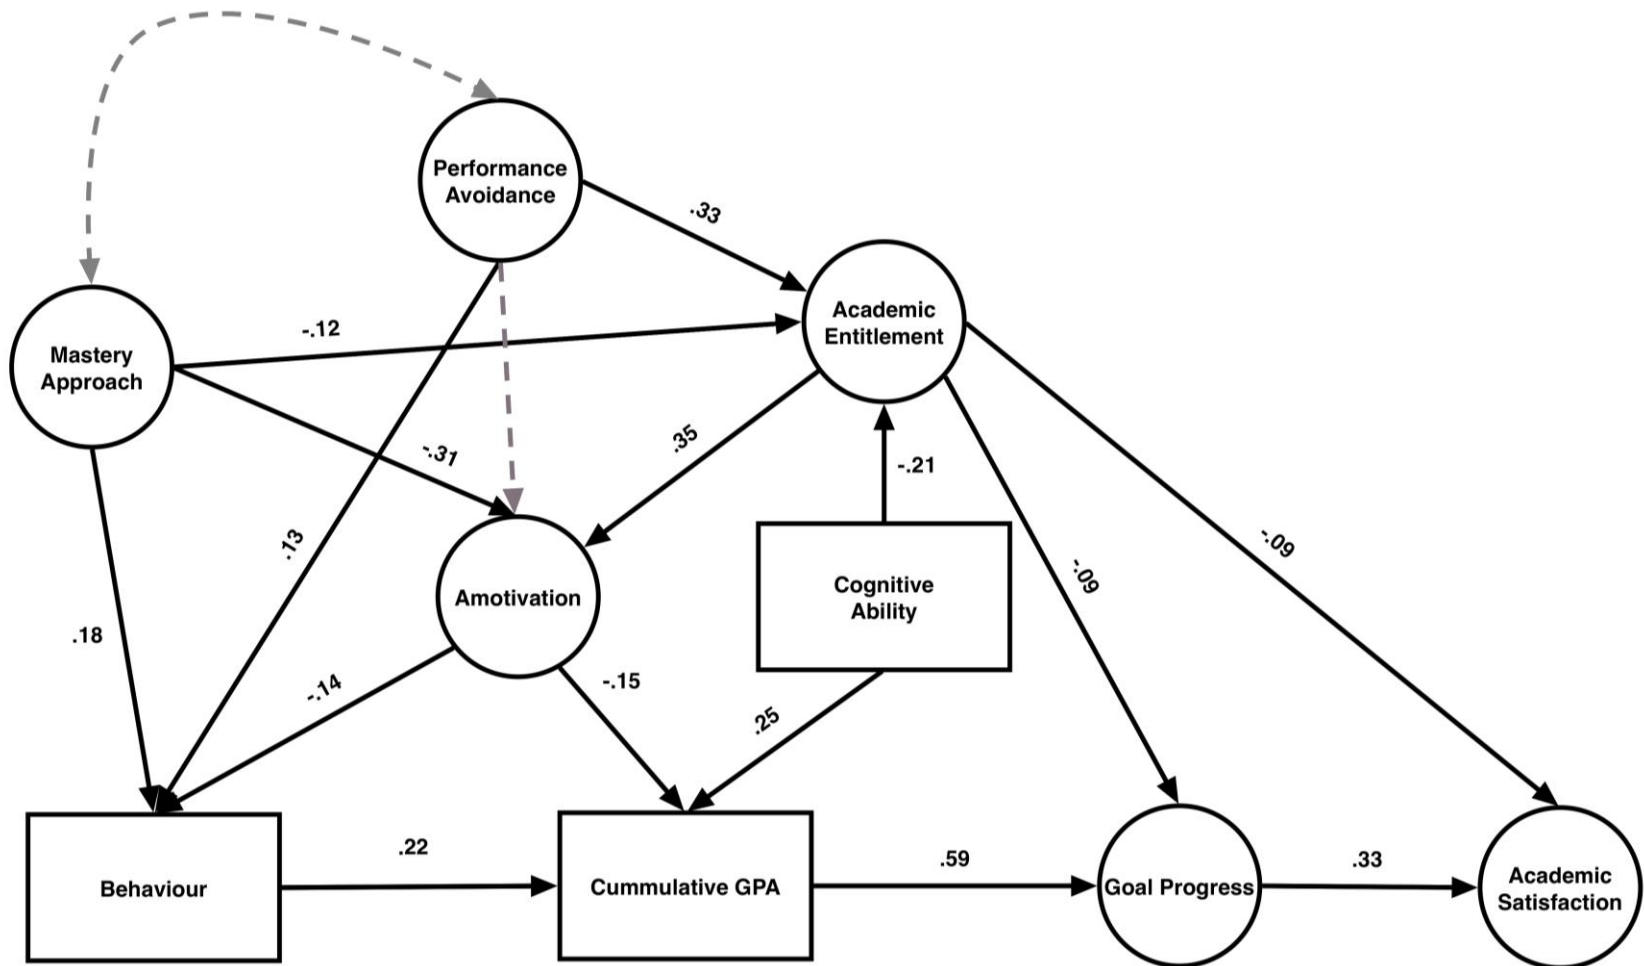 Performance
Avoidance
.33
Academic
Entitlement
-.12
Mastery
Approach
-.31
.35
-.21
.13
-.09
-.09
Cognitive
Ability
Amotivation
.18
-.14
-.15
.25
.22
.59
.33
Behaviour
Cummulative GPA
Goal Progress
Academic
Satisfaction